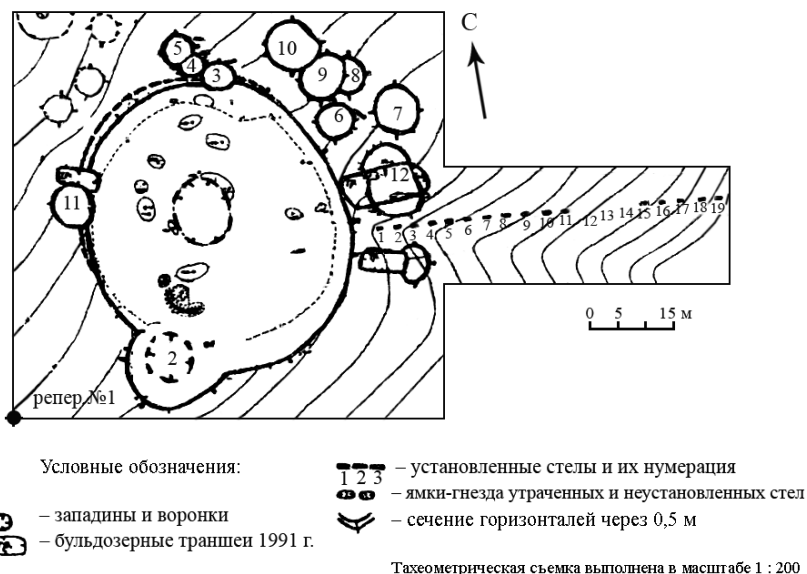 С
5
4
3
10
9
8
6
7
12
11
2
1 2 3 4 5 6 7 8 9 10 11 12 13 14 15 16 17 18 19
0 5 15 м
репер №1
Условные обозначения:
– западины и воронки
– бульдозерные траншеи 1991 г.
1 2 3 – установленные стелы и их нумерация
– ямки-гнезда утраченных и неустановленных стел
– сечение горизонталей через 0,5 м
Тахеометрическая сьемка выполнена в масштабе 1 : 200